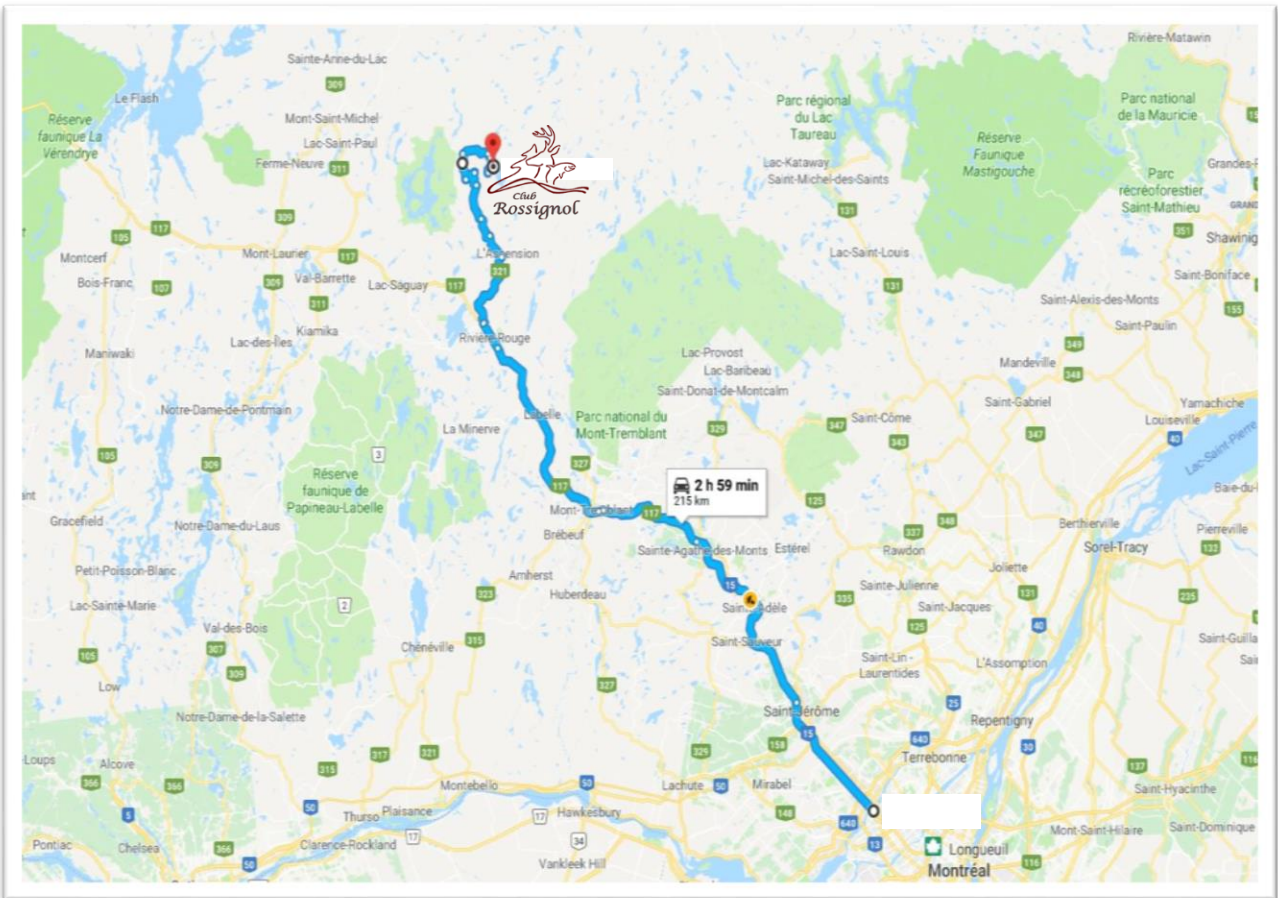 Rivière-Matawin
Sainte-Anne-du-Lac
309
Le Flash
Parc régional
du Lac
Taureau
Parc national
de la Mauricie
Réserve
faunique La
Vérendrye
Mont-Saint-Michel
Lac-Saint-Paul
Ferme-Neuve
311
Réserve
Faunique
Mastigouche
Lac-Kataway
Saint-Michel-des-Saints
Parc
récréoforestier
Saint-Mathieu
Club
Rossignol
131
309
117
105
351
Montcerf
Mont-Laurier
117
L'Ascension
Lac-Saint-Louis
321
Bois-Franc
107
309
Val-Barrette
Lac-Saguay
117
131
Saint-Boniface
311
Saint-Alexis-des-Monts
155
Kiamika
Lac-des-Îles
Rivière-Rouge
Saint-Paulin
349
Maniwaki
Lac-Provost
Lac-Baribeau
Mandeville
348
Saint-Donat-de-Montcalm
Notre-Dame-de-Pontmain
Labelle
La Minerve
Parc national du
Mont-Tremblant
329
Saint-Côme
347
343
Saint-Gabriel
347
Yamachiche
Louiseville
40
Lac-Saint-Pierre
105
309
3
327
Réserve
faunique de
Papineau-Labelle
117
2 h 59 min
215 km
Gracefield
Notre-Dame-du-Laus
Mont-Tremblant
117
125
Brébeuf
348
337
Berthierville
Pierreville
Sorel-Tracy
133
Sainte-Agathe-des-Monts
Estérel
Rawdon
Petit-Poisson-Blanc
Amherst
Huberdeau
323
15
Sainte-Julienne
Joliette
131
235
Lac-Sainte-Marie
2
Sainte-Adèle
335
Saint-Jacques
125
40
Val-des-Bois
307
315
Chénéville
Saint-Sauveur
105
309
Saint-Lin -
Laurentides
L'Assomption
Low
327
Notre-Dame-de-la-Salette
Saint-Jérôme
25
Repentigny
15
158
329
640
30
317
321
315
Alcove
366
366
Terrebonne
137
116
Montebello
50
Lachute
50
Mirabel
Saint-Hyacinthe
5
50
Thurso
Plaisance
17
17
Hawkesbury
148
640
13
Mont-Saint-Hilaire
Saint-Dominique
Pontiac
Chelsea
366
50
Clarence-Rockland
34
Vankleek Hill
Longueuil
116
Montréal